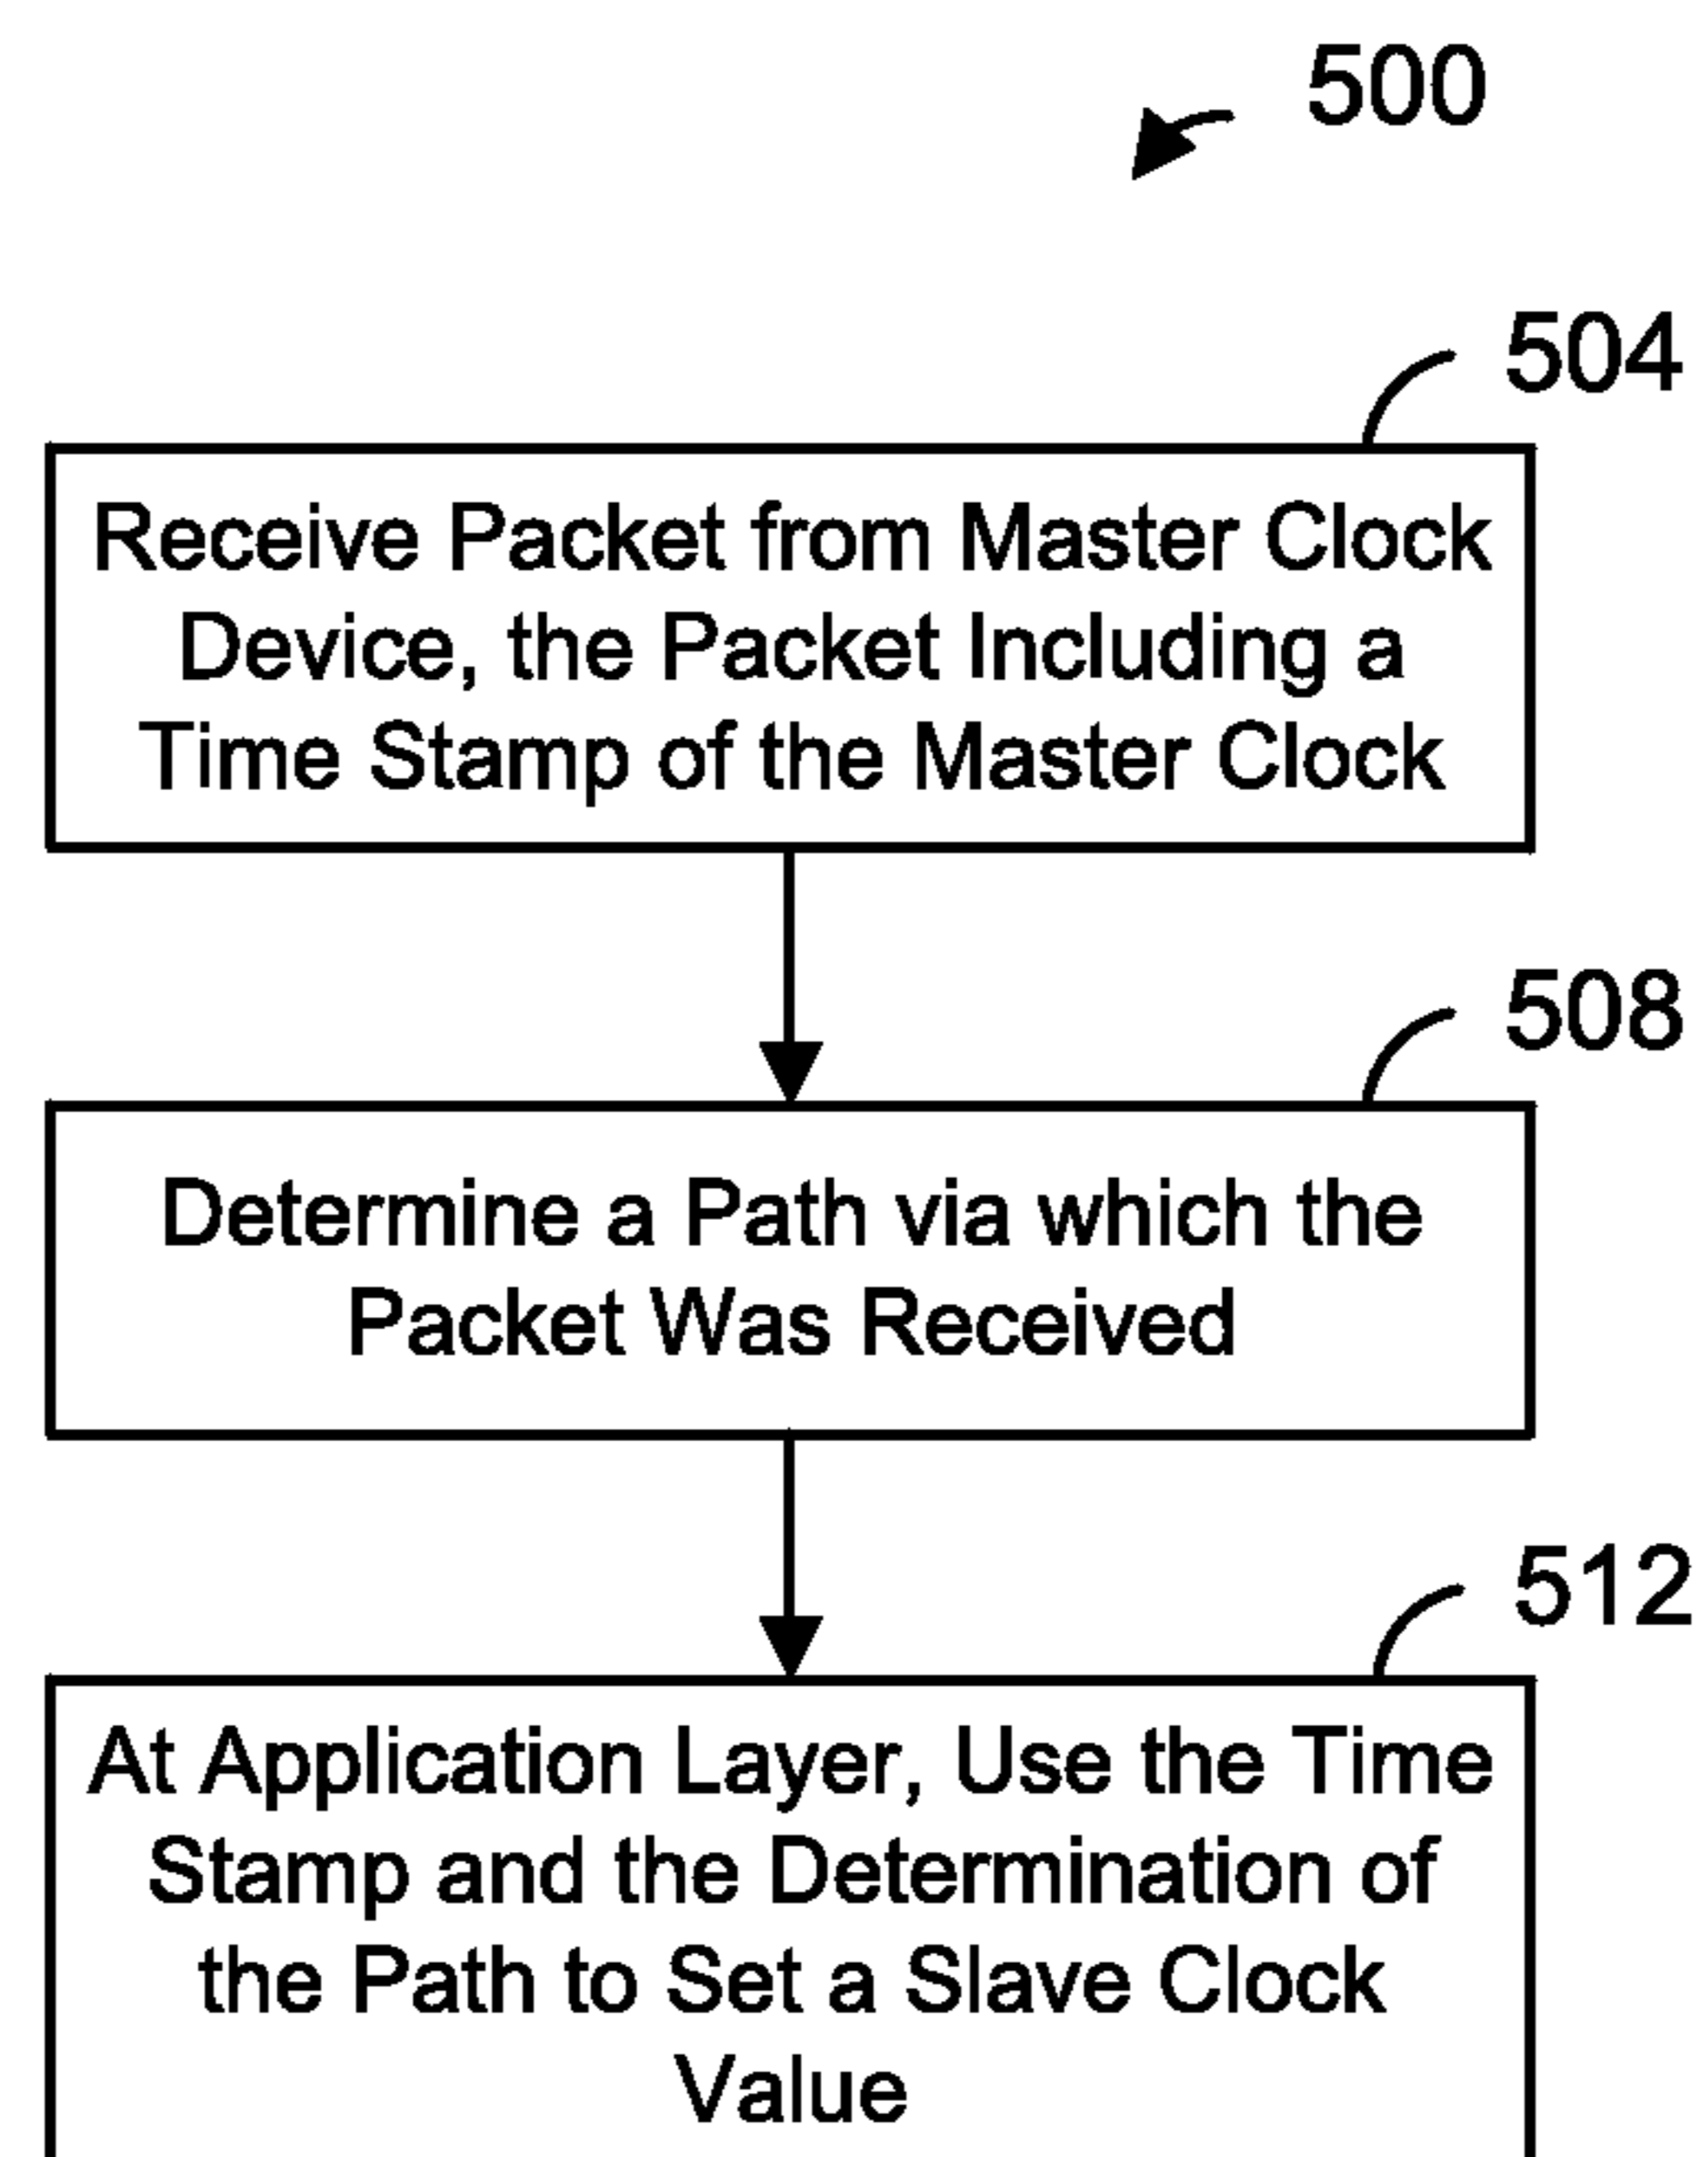 500
504
Receive Packet from Master Clock
Device, the Packet Including a
Time Stamp of the Master Clock
508
Determine a Path via which the
Packet Was Received
512
At Application Layer, Use the Time
Stamp and the Determination of
the Path to Set a Slave Clock
Value